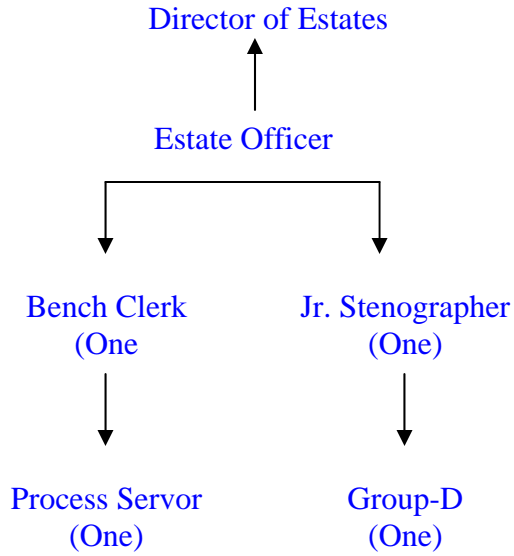 Director of Estates
Estate Officer
Bench Clerk
(One
Jr. Stenographer
(One)
Process Servor
(One)
Group-D
(One)